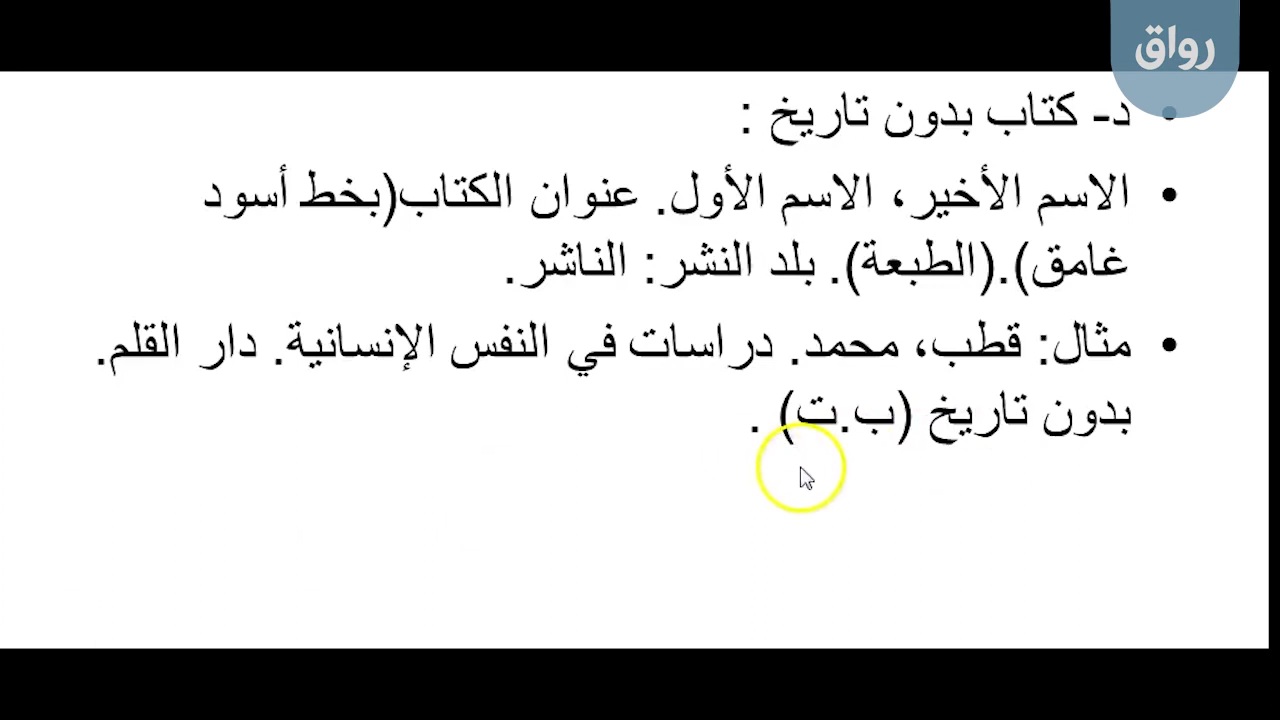 رواق
• د- كتاب بدون تاريخ :
• الاسم الأخير، الاسم الأول. عنوان الكتاب(بخط أسود
غامق).(الطبعة). بلد النشر: الناشر.
• مثال: قطب، محمد. دراسات في النفس الإنسانية. دار القلم.
بدون تاريخ (ب.ت) .